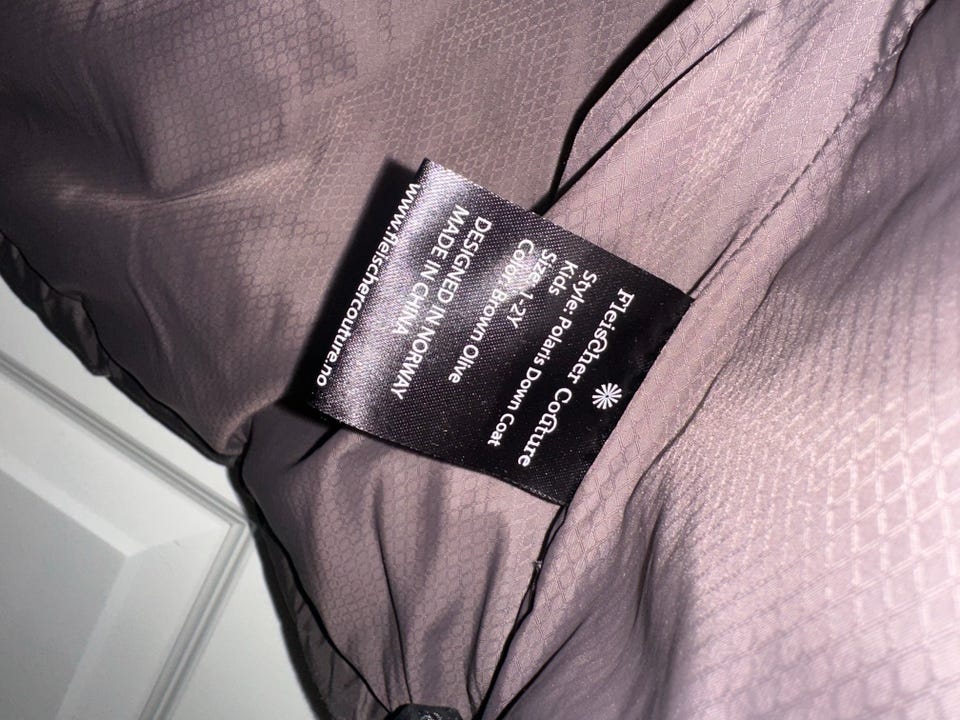 Fleischer Couture
Style: Polaris Down Coat
Kids
Size: 1-2Y
Color: Brown Olive
DESIGNED IN NORWAY
MADE IN CHINA
www.fleischercouture.no